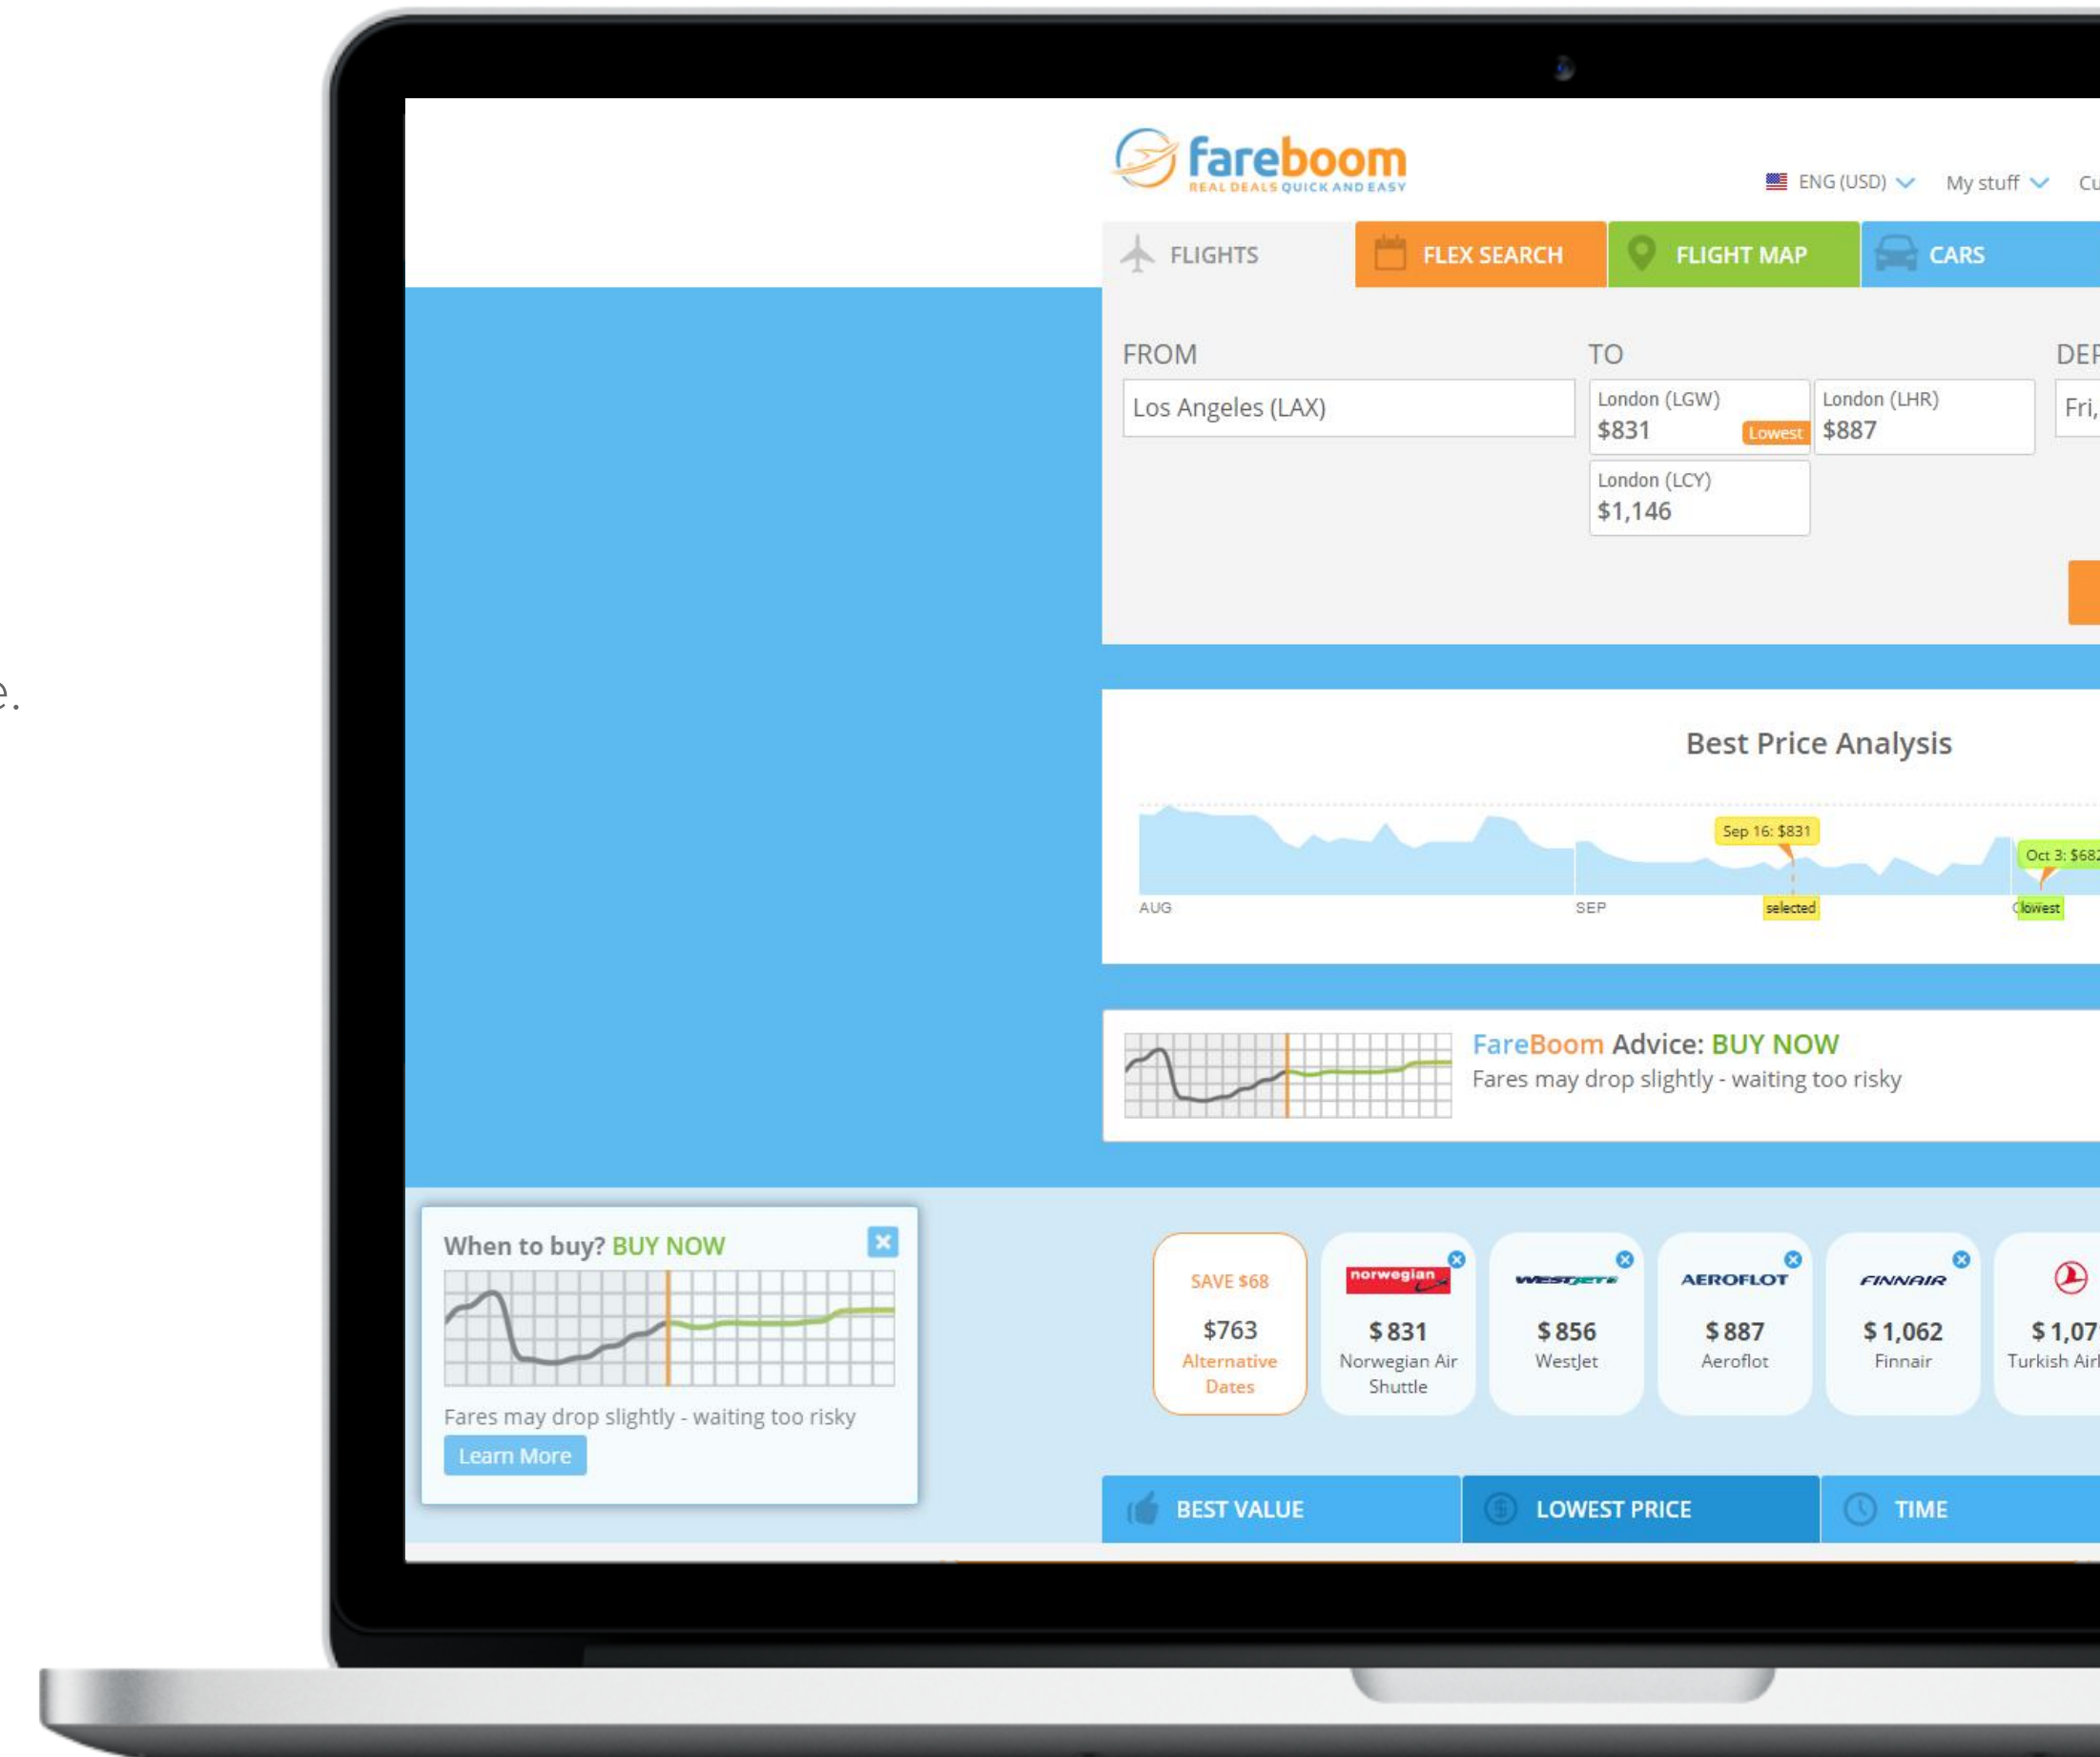 fareboom
REAL DEALS QUICK AND EASY
ENG (USD) My stuff
FLIGHTS FLEX SEARCH FLIGHT MAP CARS
FROM TO
Los Angeles (LAX)
London (LGW) London (LHR)
$831 Lowest $887
Fri,
London (LCY)
$1,146
e.
Best Price Analysis
Sep 16: $831
Oct 3: $682
AUG SEP selected lowest
FareBoom Advice: BUY NOW
Fares may drop slightly - waiting too risky
When to buy? BUY NOW
Fares may drop slightly - waiting too risky
Learn More
SAVE $68
$763
Alternative
Dates
norwegian
$831
Norwegian Air
Shuttle
WESTJET
$856
WestJet
AEROFLOT
$887
Aeroflot
FINNAIR
$1,062
Finnair
Turkish
BEST VALUE LOWEST PRICE TIME